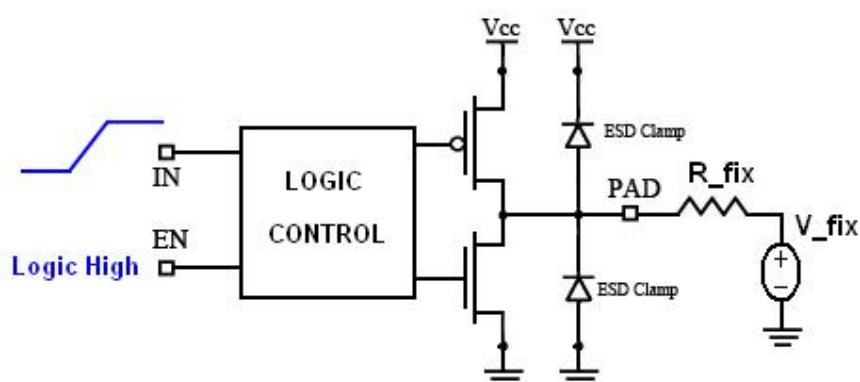 Vcc
Vcc
ESD Clamp
IN
LOGIC
CONTROL
PAD
R_fix
EN
V_fix
Logic High
ESD Clamp
+
−